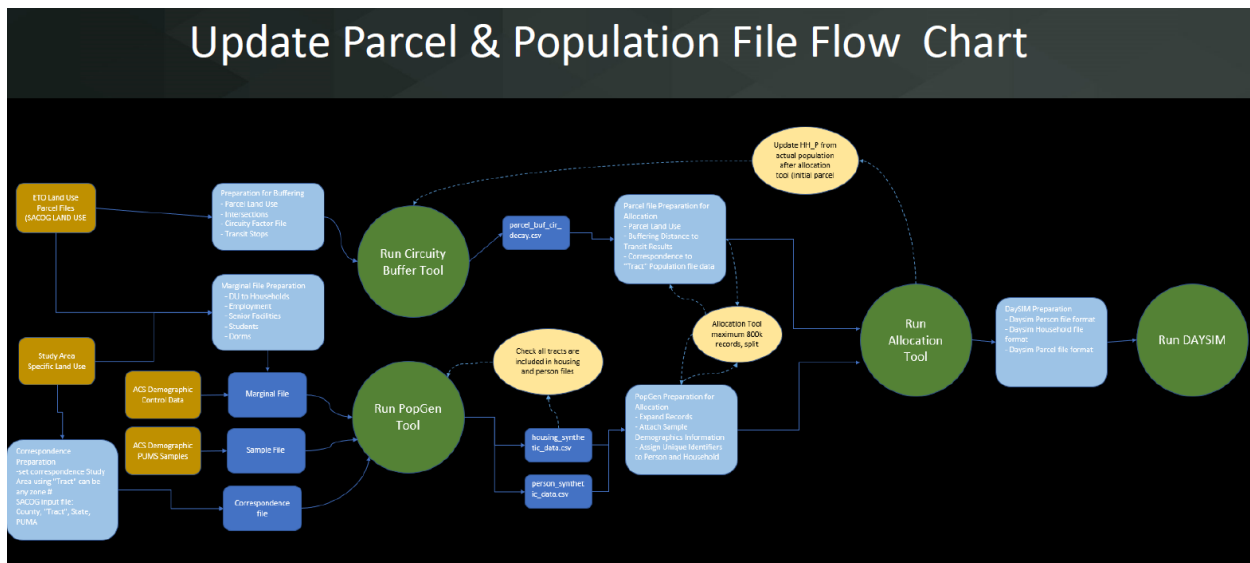 Update Parcel & Population File Flow Chart
Update HH_P from
actual population
after allocation
tool (initial parcel
ETO Land Use
Parcel Files
(SACOG LAND USE
Preparation for Buffering
- Parcel Land Use
- Intersections
- Circuity Factor File
- Transit Stops
Run Circuity
Buffer Tool
parcel_buf_cir_
decay.csv
Parcel file Preparation for
Allocation
- Parcel Land Use
- Buffering Distance to
Transit Results
- Correspondence to
"Tract" Population file data
Marginal File Preparation
- DU to Households
- Employment
- Senior Facilities
- Students
- Dorms
Study Area
Specific Land Use
Check all tracts are
included in housing
and person files
Allocation Tool
maximum 800k
records, split
Run
Allocation
Tool
DaySIM Preparation
- Daysim Person file format
- Daysim Household file
format
- Daysim Parcel file format
Run DAYSIM
ACS Demographic
Control Data
Marginal File
Run PopGen
Tool
ACS Demographic
PUMS Samples
Sample File
housing_synthe
tic_data.csv
person_synthet
ic_data.csv
PopGen Preparation for
Allocation
- Expand Records
- Attach Sample
Demographics Information
- Assign Unique Identifiers
to Person and Household
Correspondence
Preparation
-set correspondence Study
Area using "Tract" can be
any zone #
SACOG input file:
County, "Tract", State,
PUMA
Correspondence
file